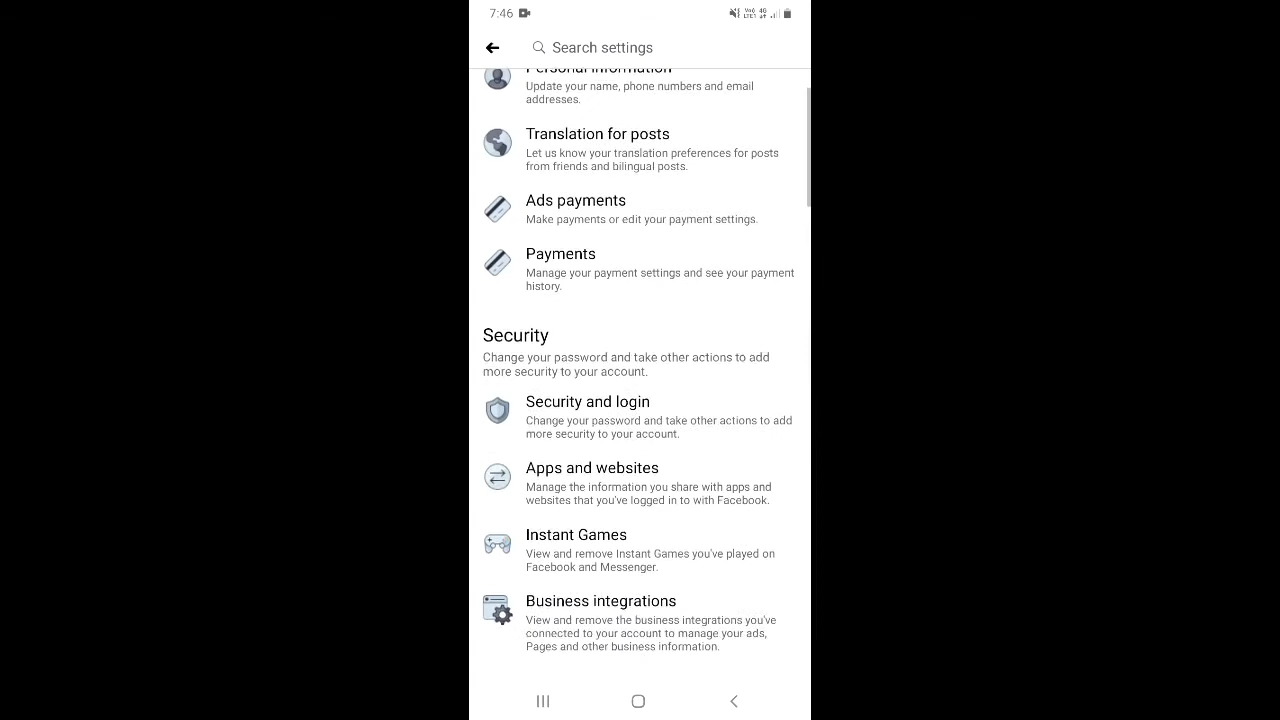 7:46
4G
Search settings
Personal information
Update your name, phone numbers and email
addresses.
Translation for posts
Let us know your translation preferences for posts
from friends and bilingual posts.
Ads payments
Make payments or edit your payment settings.
Payments
Manage your payment settings and see your payment
history.
Security
Change your password and take other actions to add
more security to your account.
Security and login
Change your password and take other actions to add
more security to your account.
Apps and websites
Manage the information you share with apps and
websites that you've logged in to with Facebook.
Instant Games
View and remove Instant Games you've played on
Facebook and Messenger.
Business integrations
View and remove the business integrations you've
connected to your account to manage your ads,
Pages and other business information.